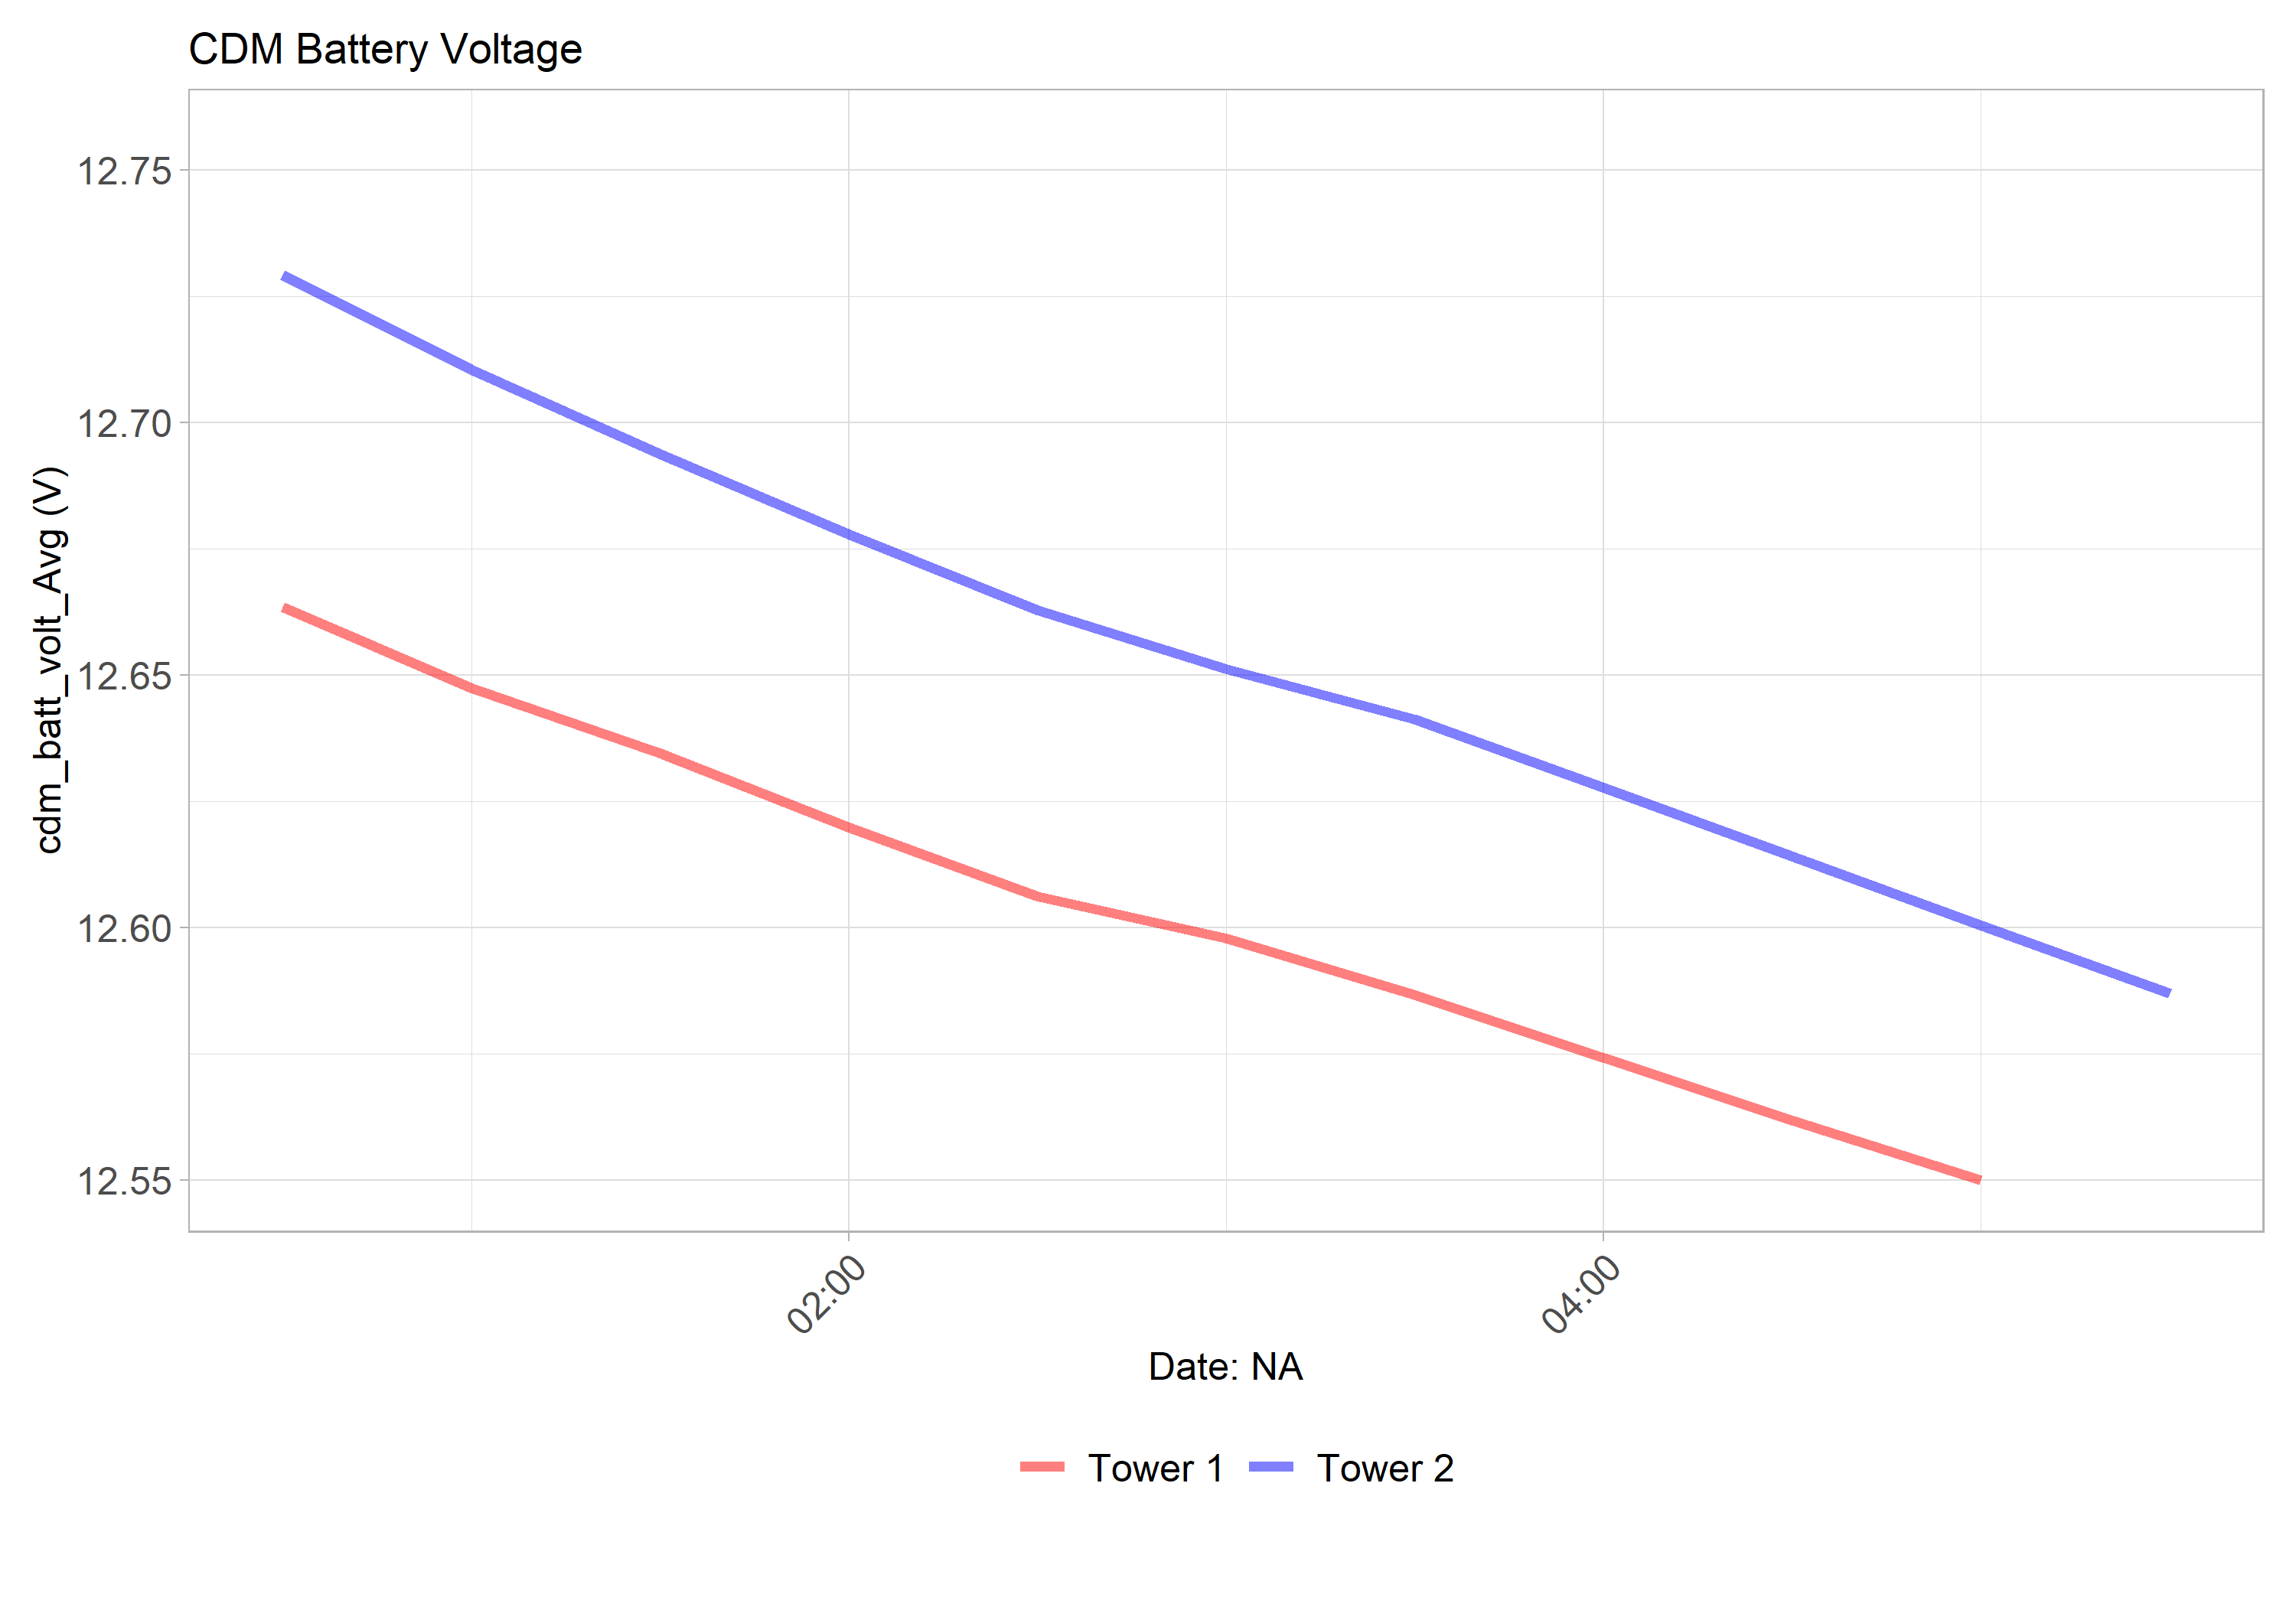 CDM Battery Voltage
cdm_batt_volt_Avg (V)
12.75
12.70
12.65
12.60
12.55
02:00
04:00
Date: NA
Tower 1
Tower 2